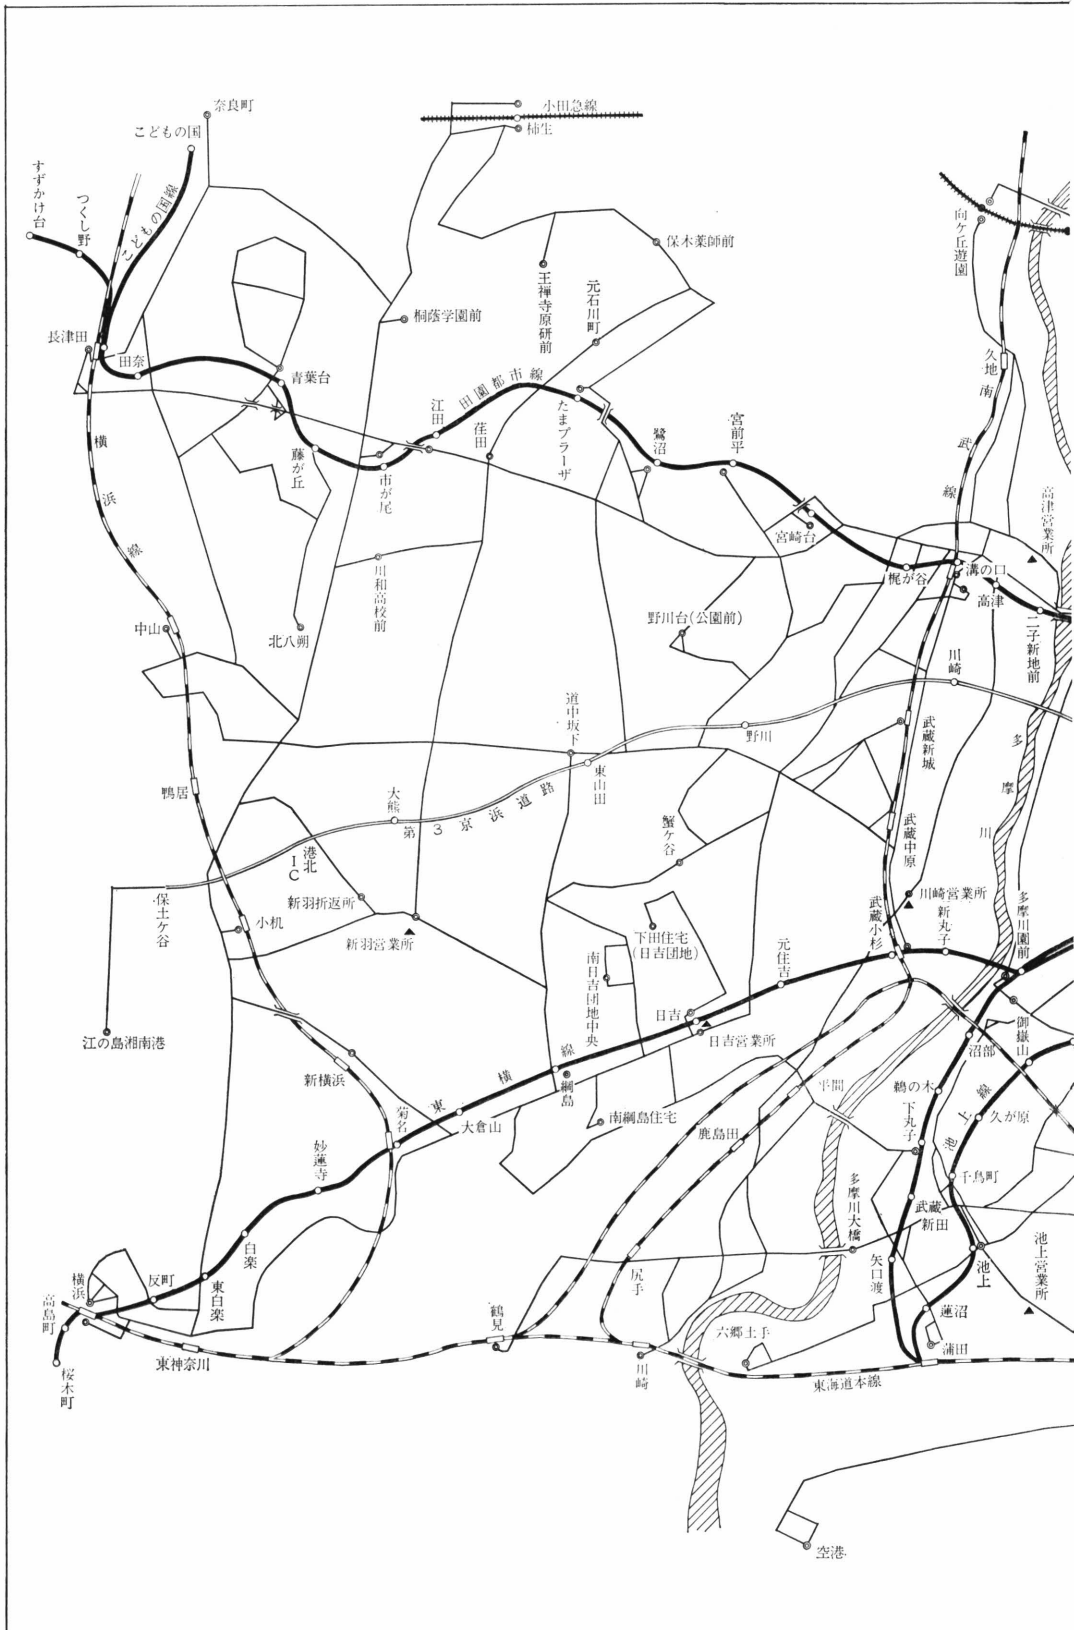 奈良町
こどもの国
小田急線
柿生
すずかけ台
つくし野
こどもの国線
向ケ丘遊園
保木薬師前
王禅寺原研前
元石川町
桐蔭学園前
長津田
田奈
青葉台
江田
田園都市線
荏田
たまプラーザ
鷺沼
宮前平
久地
南武線
横浜線
藤が丘
市が尾
高津営業所
宮崎台
梶が谷
溝の口
高津
二子新地前
川和高校前
中山
北八朔
野川台(公園前)
川崎
道中坂下
野川
武蔵新城
多摩川
東山田
鴨居
大熊
第3京浜道路
蟹ケ谷
武蔵中原
港北IC
保土ケ谷
新羽折返所
川崎営業所
武蔵小杉
新丸子
多摩川園前
小机
新羽営業所
下田住宅
(日吉団地)
元住吉
南日吉団地中央
日吉
日吉営業所
江の島湘南港
御嶽山
沼部
新横浜
東横線
綱島
平間
鵜の木
池上線
菊名
大倉山
南綱島住宅
鹿島田
下丸子
久が原
妙蓮寺
千鳥町
多摩川大橋
武蔵新田
白楽
池上営業所
尻手
矢口渡
池上
横浜
反町
東白楽
高島町
鶴見
蓮沼
六郷土手
蒲田
東神奈川
川崎
桜木町
東海道本線
空港